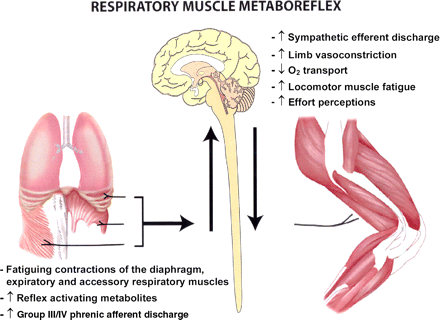 RESPIRATORY MUSCLE METABOREFLEX
- ↑ Sympathetic efferent discharge
- ↑ Limb vasoconstriction
- ↓ O₂ transport
- ↑ Locomotor muscle fatigue
- ↑ Effort perceptions
- Fatiguing contractions of the diaphragm,
expiratory and accessory respiratory muscles
- ↑ Reflex activating metabolites
- ↑ Group III/IV phrenic afferent discharge